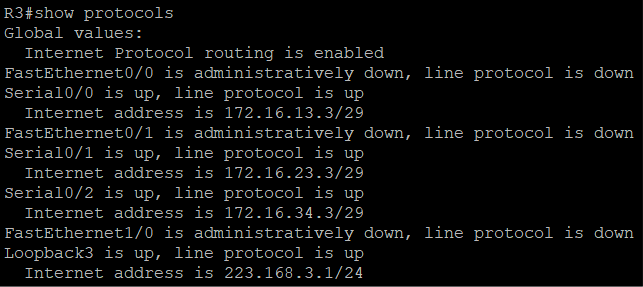 R3#show protocols
Global values:
  Internet Protocol routing is enabled
FastEthernet0/0 is administratively down, line protocol is down
Serial0/0 is up, line protocol is up
  Internet address is 172.16.13.3/29
FastEthernet0/1 is administratively down, line protocol is down
Serial0/1 is up, line protocol is up
  Internet address is 172.16.23.3/29
Serial0/2 is up, line protocol is up
  Internet address is 172.16.34.3/29
FastEthernet1/0 is administratively down, line protocol is down
Loopback3 is up, line protocol is up
  Internet address is 223.168.3.1/24